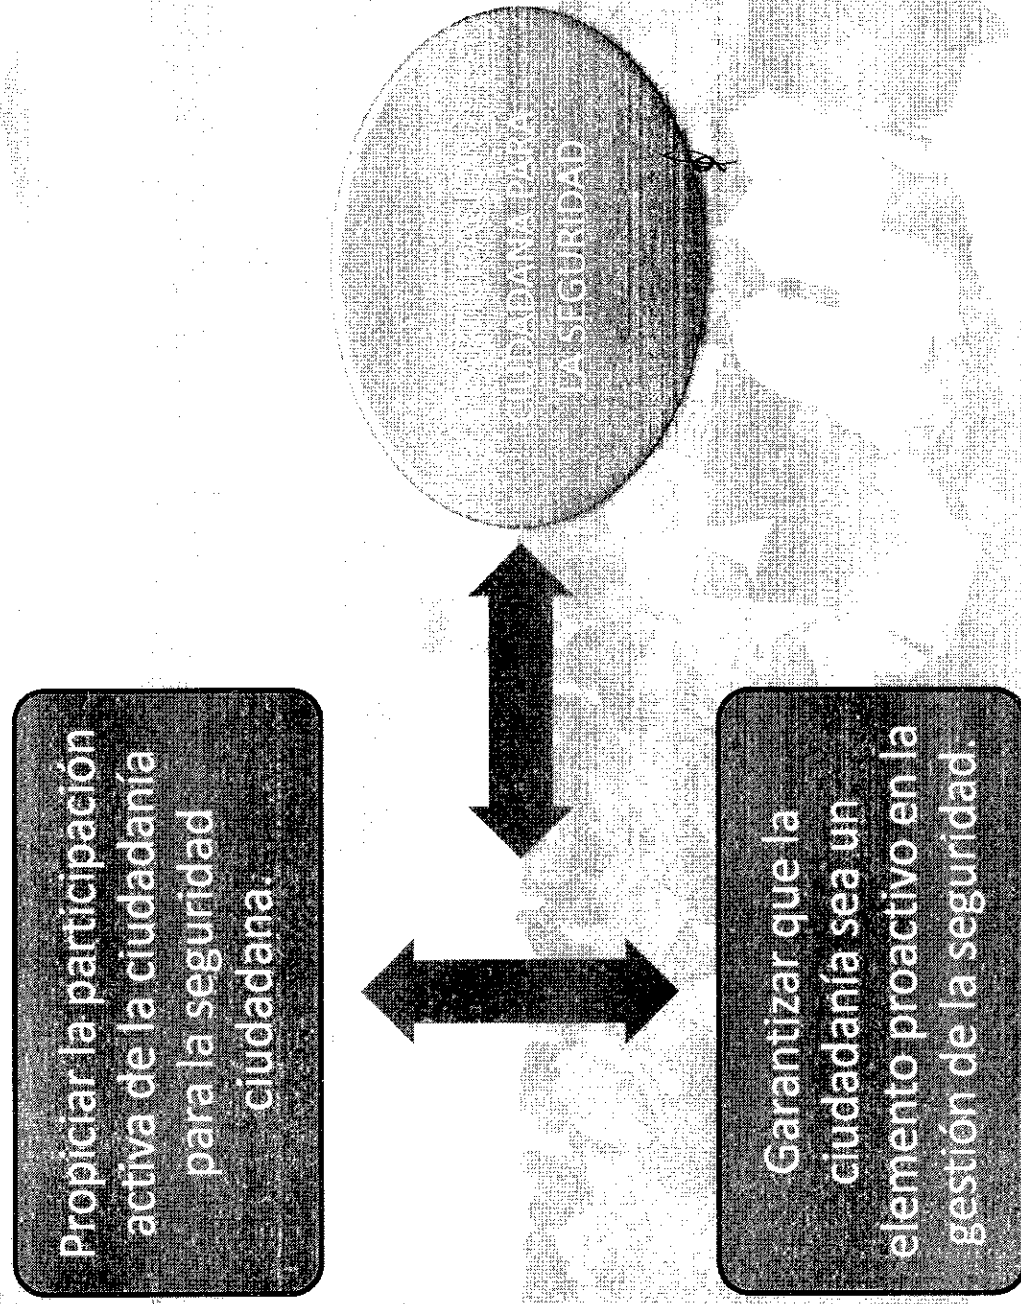 Propiciar la participación
activa de la ciudadanía
para la seguridad
ciudadana.
Garantizar que la
ciudadanía sea un
elemento proactivo en la
gestión de la seguridad.
CIUDADANA PARA
LA SEGURIDAD